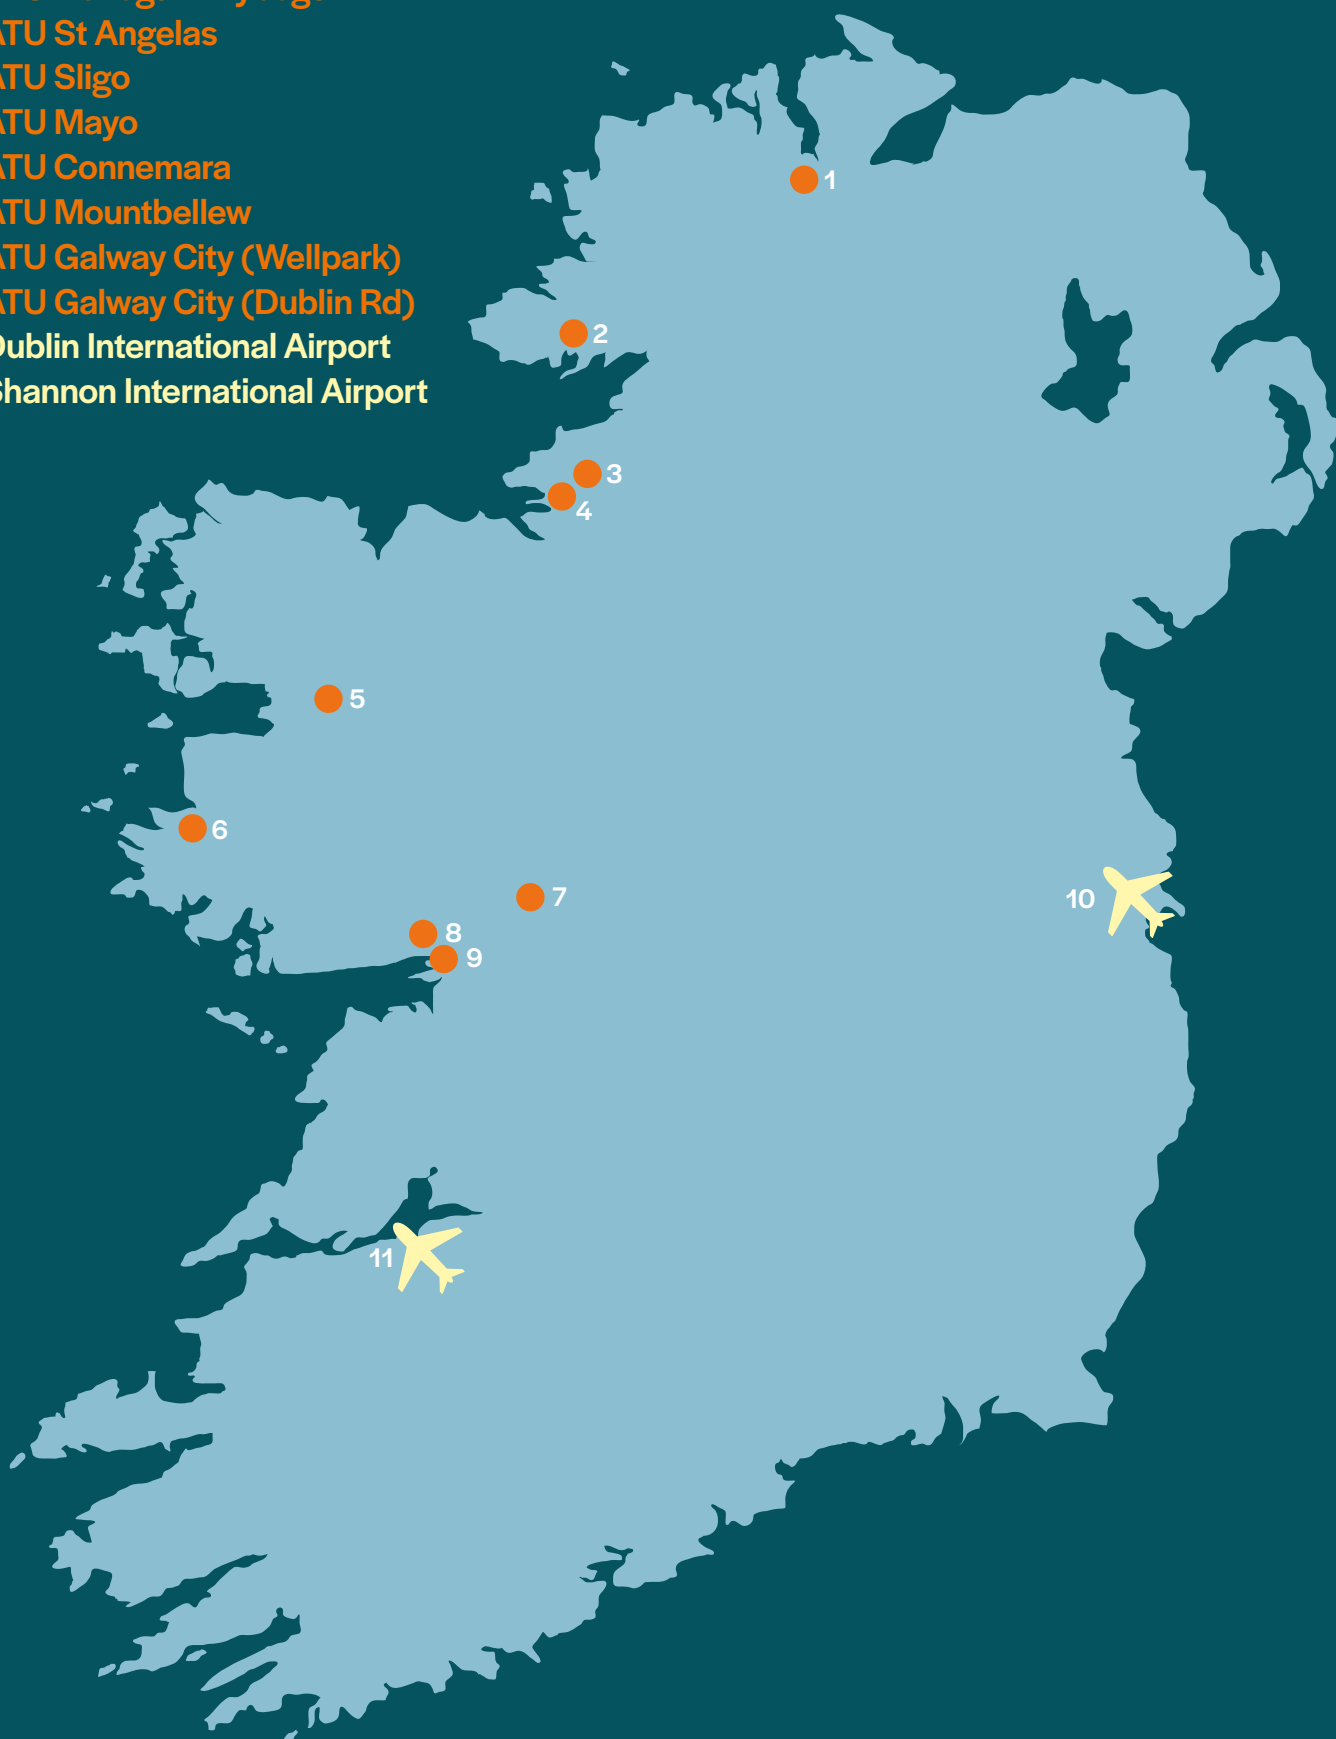 ATU St Angelas
ATU Sligo
ATU Mayo
ATU Connemara
ATU Mountbellew
ATU Galway City (Wellpark)
ATU Galway City (Dublin Rd)
Dublin International Airport
Shannon International Airport
1
2
3
4
5
6
7
8
9
10
11